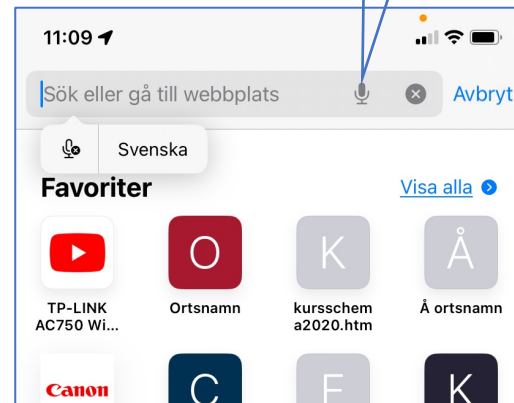 11:09
Sök eller gå till webbplats
Avbryt
Svenska
Favoriter
Visa alla
O
K
Å
TP-LINK
AC750 Wi...
Ortsnamn
kursschem
a2020.htm
Å ortsnamn
Canon
C
F
K